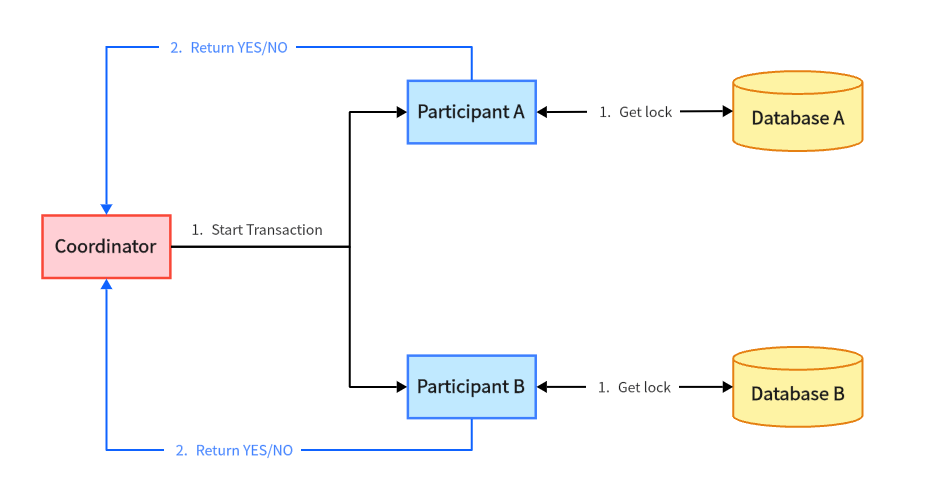 2. Return YES/NO
Participant A
1. Get lock
Database A
1. Start Transaction
Coordinator
Participant B
1. Get lock
Database B
2. Return YES/NO